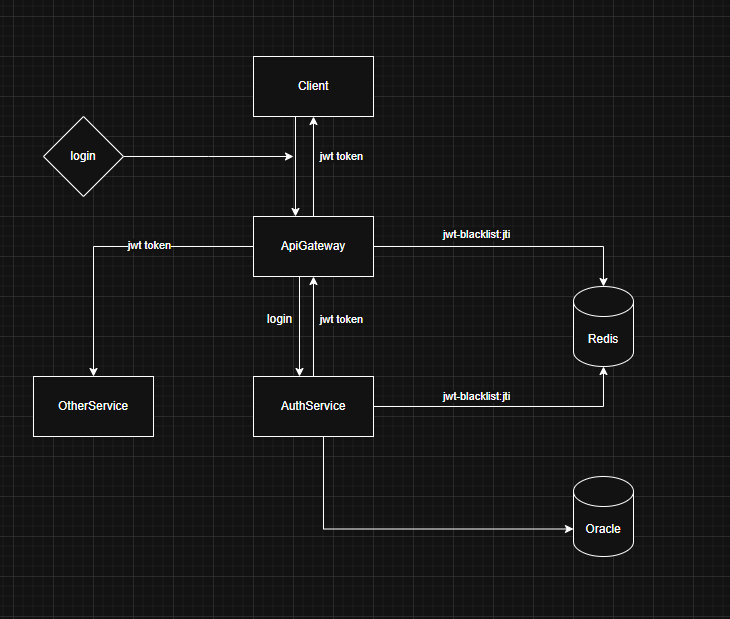 Client
login
jwt token
jwt token
ApiGateway
jwt-blacklist:jti
login
jwt token
Redis
OtherService
AuthService
jwt-blacklist:jti
Oracle